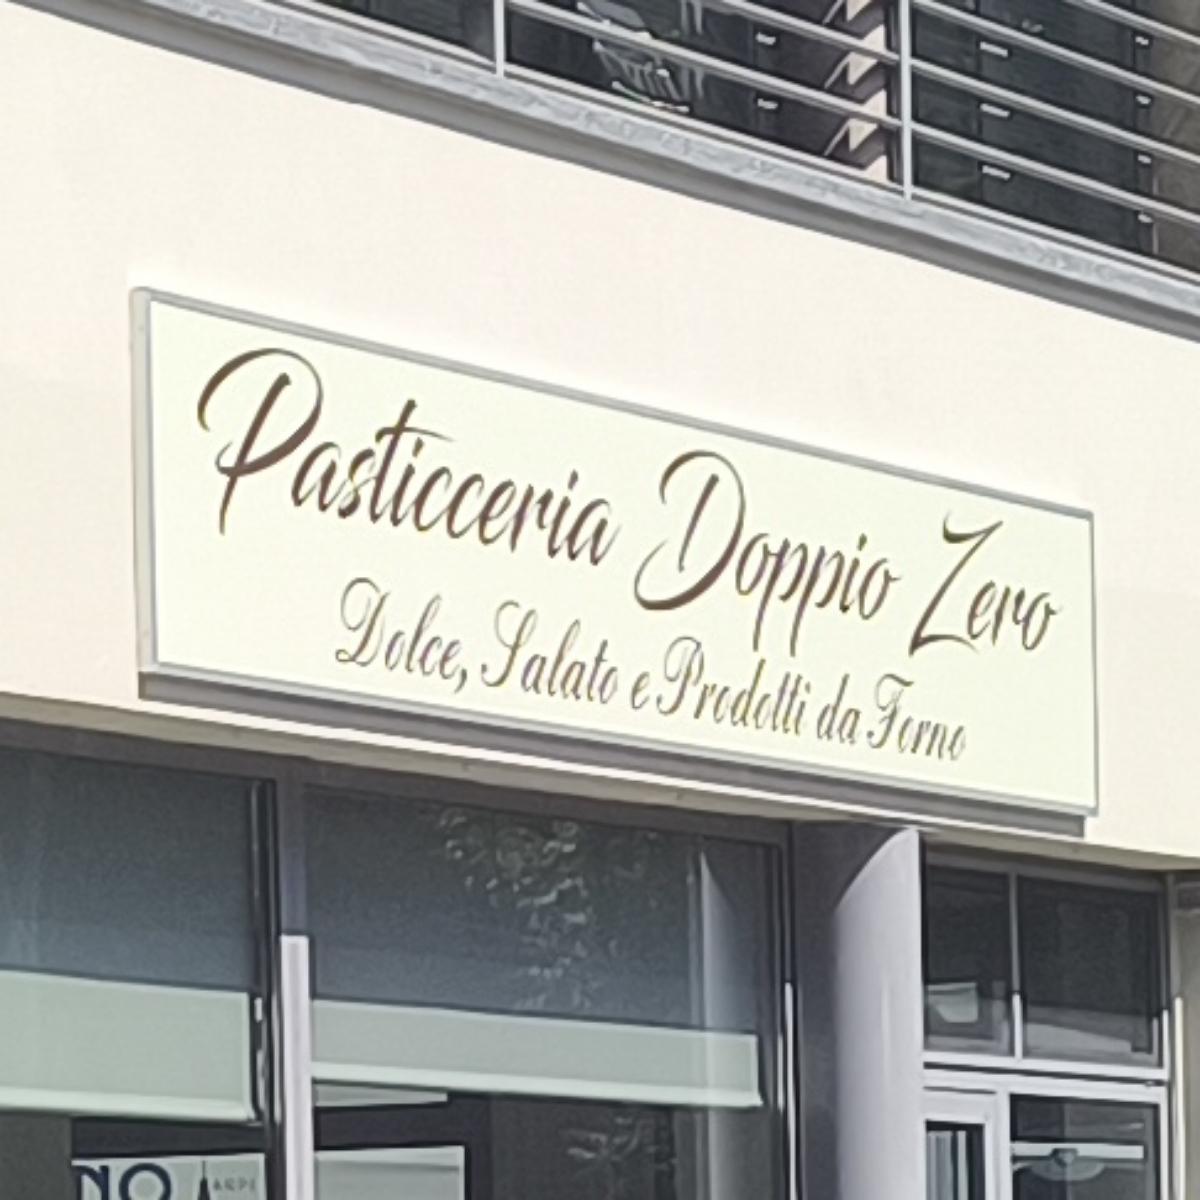 Pasticceria Doppio Zero
Dolce, Salato e Prodotti da Forno